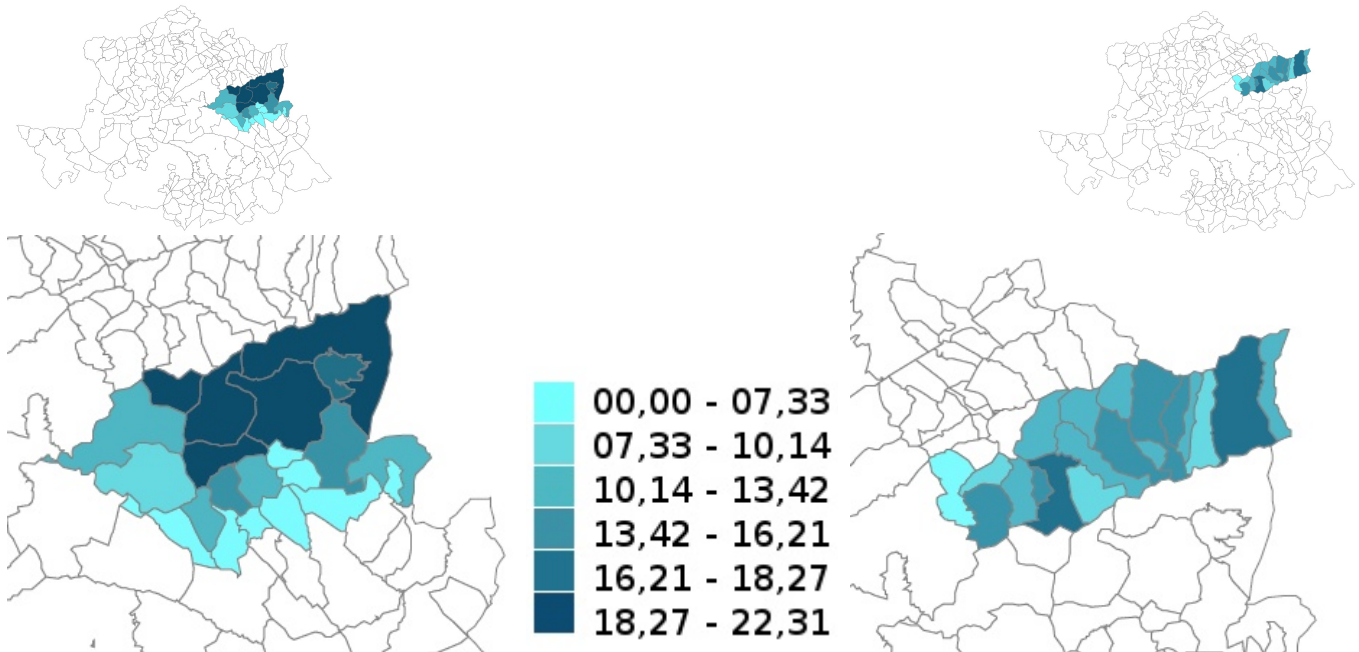 00,00 - 07,33
07,33 - 10,14
10,14 - 13,42
13,42 - 16,21
16,21 - 18,27
18,27 - 22,31